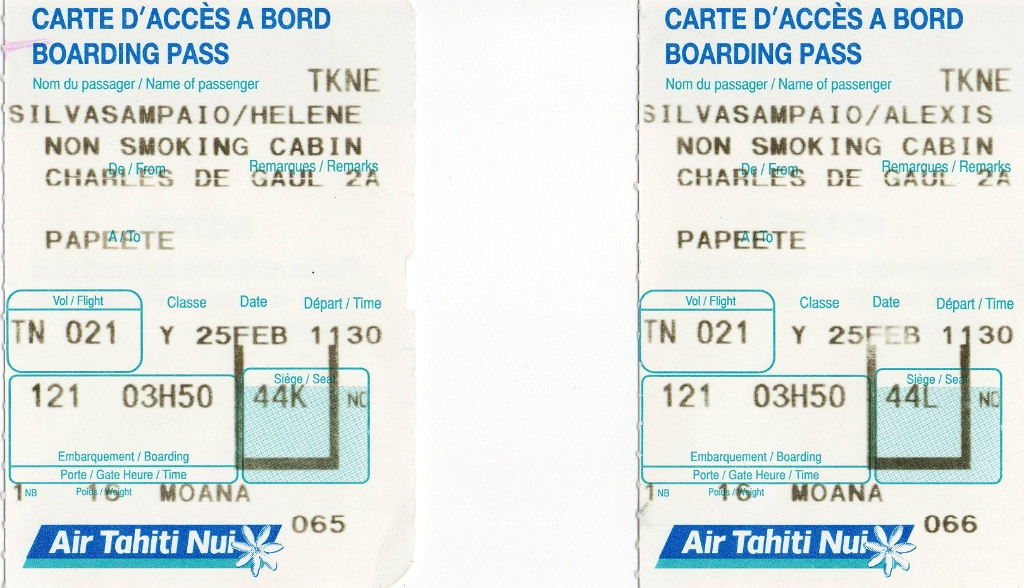 CARTE D'ACCÈS A BORD
BOARDING PASS
Nom du passager / Name of passenger TKNE
SILVASAMPAIO/HELENE
NON SMOKING CABIN
De / From Remarques / Remarks
CHARLES DE GAUL 2A
A / To
PAPEETE
Vol / Flight Classe Date Départ / Time
TN 021 Y 25FEB 1130
Siège / Seat
121 03H50 44K NO
Embarquement / Boarding
Porte / Gate Heure / Time
1 NB 16 Poids / Weight MOANA
065
Air Tahiti Nui
CARTE D'ACCÈS A BORD
BOARDING PASS
Nom du passager / Name of passenger TKNE
SILVASAMPAIO/ALEXIS
NON SMOKING CABIN
De / From Remarques / Remarks
CHARLES DE GAUL 2A
A / To
PAPEETE
Vol / Flight Classe Date Départ / Time
TN 021 Y 25FEB 1130
Siège / Seat
121 03H50 44L NO
Embarquement / Boarding
Porte / Gate Heure / Time
1 NB 16 Poids / Weight MOANA
066
Air Tahiti Nui